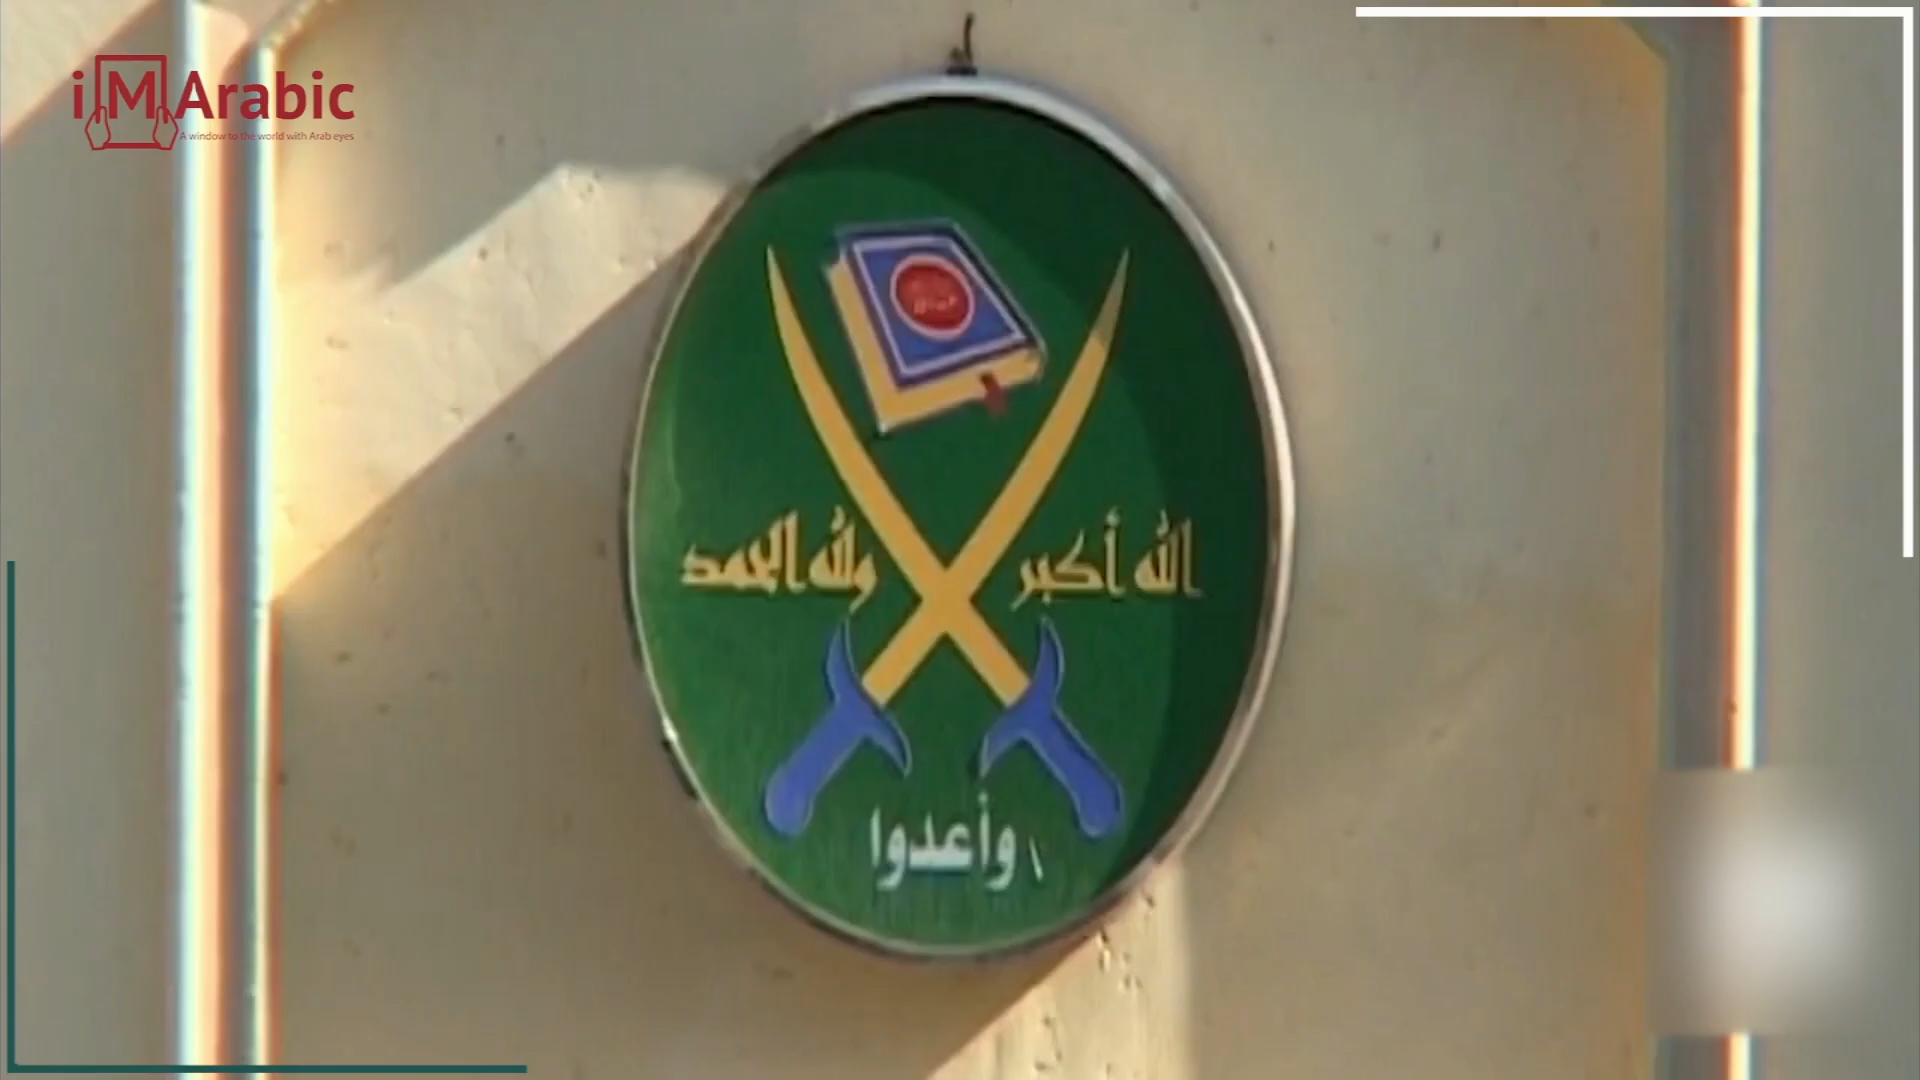 iMArabic
A window to the world with Arab eyes
الله أكبر ولله الحمد
وأعدوا